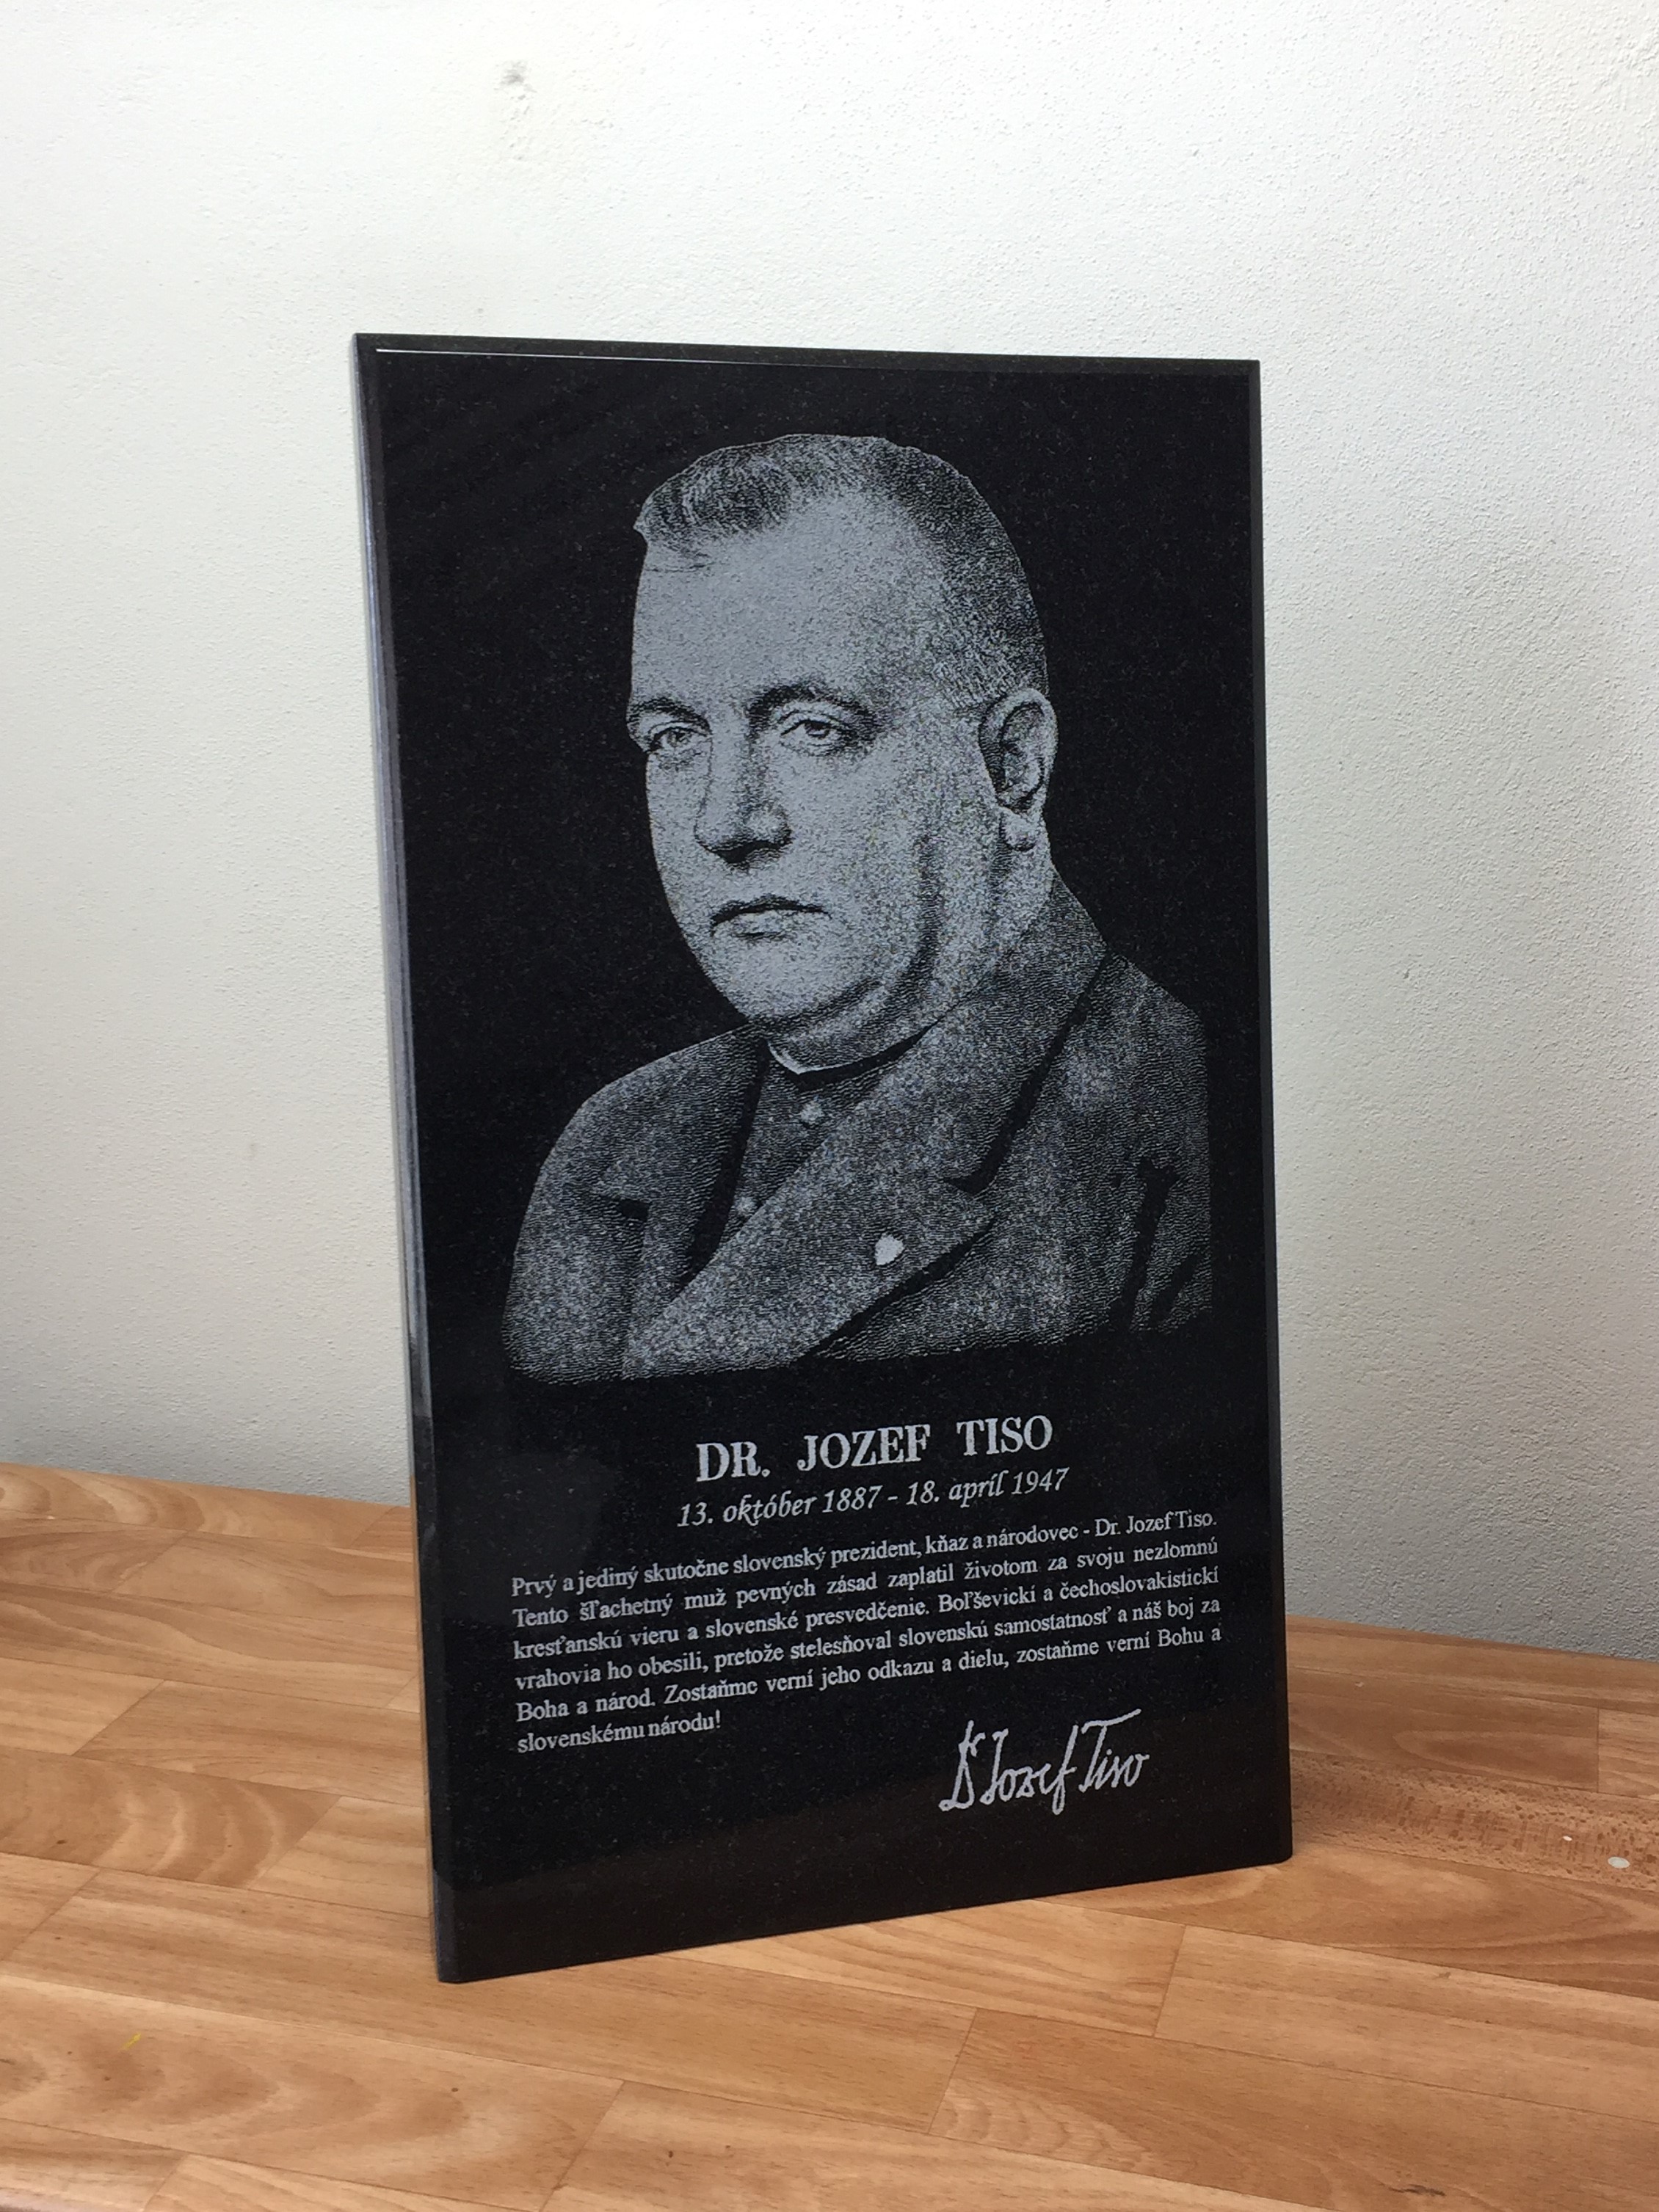 DR. JOZEF TISO
13. október 1887 - 18. apríl 1947
Prvý a jediný skutočne slovenský prezident, kňaz a národovec - Dr. Jozef Tiso.
Tento šľachetný muž pevných zásad zaplatil životom za svoju nezlomnú
kresťanskú vieru a slovenské presvedčenie. Boľševickí a čechoslovakistickí
vrahovia ho obesili, pretože stelesňoval slovenskú samostatnosť a náš boj za
Boha a národ. Zostaňme verní jeho odkazu a dielu, zostaňme verní Bohu a
slovenskému národu!
Dr Jozef Tiso